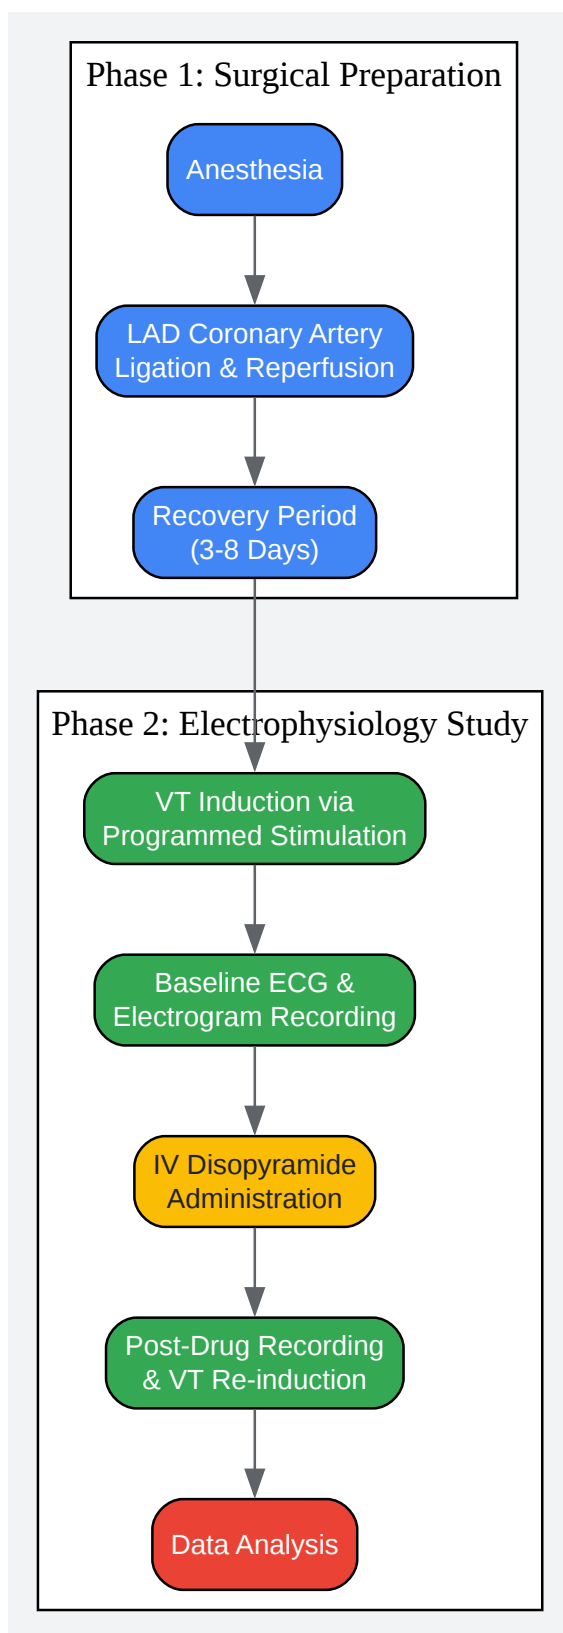 Phase 1: Surgical Preparation
Anesthesia
LAD Coronary Artery
Ligation & Reperfusion
Recovery Period
(3-8 Days)
Phase 2: Electrophysiology Study
VT Induction via
Programmed Stimulation
Baseline ECG &
Electrogram Recording
IV Disopyramide
Administration
Post-Drug Recording
& VT Re-induction
Data Analysis